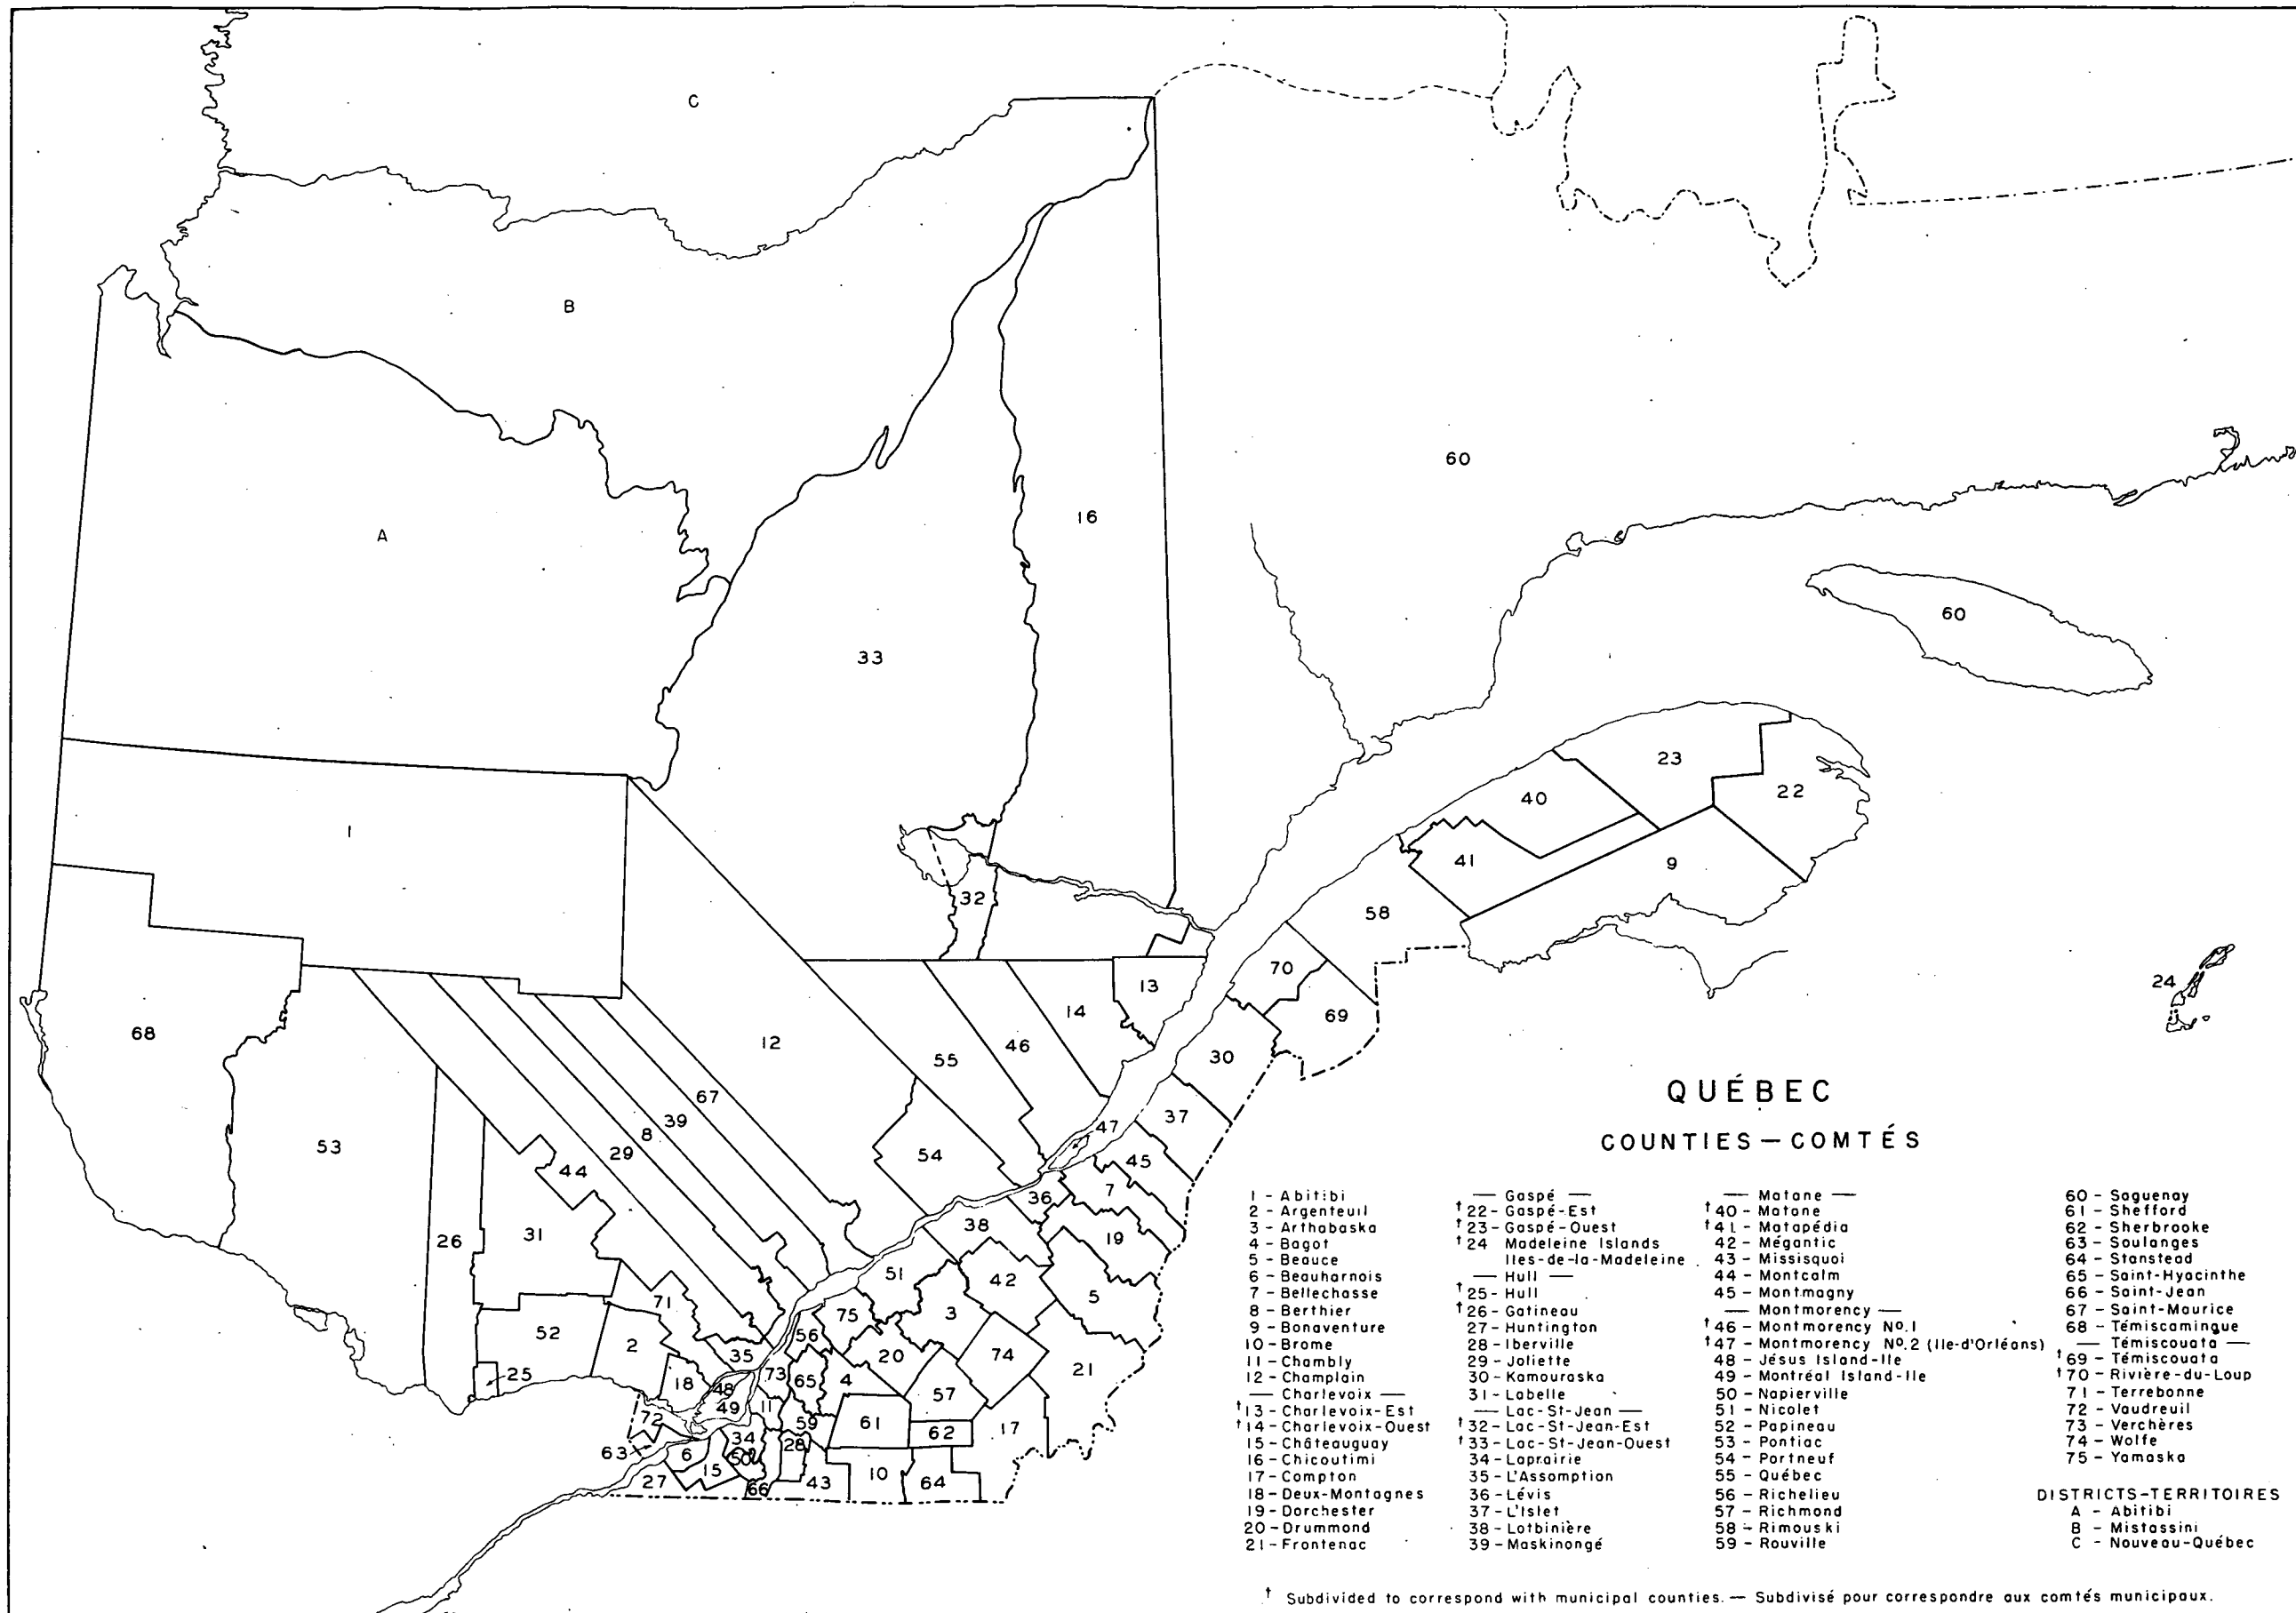 C
B
A
16
60
60
33
1
23
40
22
41
9
32
58
24
70
13
14
69
68
12
46
55
30
67
39
8
37
47
53
29
44
54
45
36
7
31
26
38
19
51
42
5
71
75
3
52
2
56
20
74
35
21
25
18
73
65
4
57
48
49
11
61
17
72
59
62
63
34
28
6
50
15
10
27
66
43
64
QUÉBEC
COUNTIES — COMTÉS
1 - Abitibi
2 - Argenteuil
3 - Arthabaska
4 - Bagot
5 - Beauce
6 - Beauharnois
7 - Bellechasse
8 - Berthier
9 - Bonaventure
10 - Brome
11 - Chambly
12 - Champlain
— Charlevoix —
†13 - Charlevoix-Est
†14 - Charlevoix-Ouest
15 - Châteauguay
16 - Chicoutimi
17 - Compton
18 - Deux-Montagnes
19 - Dorchester
20 - Drummond
21 - Frontenac
— Gaspé —
†22 - Gaspé-Est
†23 - Gaspé-Ouest
†24 Madeleine Islands
Iles-de-la-Madeleine
— Hull —
†25 - Hull
†26 - Gatineau
27 - Huntington
28 - Iberville
29 - Joliette
30 - Kamouraska
31 - Labelle
— Lac-St-Jean —
†32 - Lac-St-Jean-Est
†33 - Lac-St-Jean-Ouest
34 - Laprairie
35 - L'Assomption
36 - Lévis
37 - L'Islet
38 - Lotbinière
39 - Maskinongé
— Matane —
†40 - Matane
†41 - Matapédia
42 - Mégantic
43 - Missisquoi
44 - Montcalm
45 - Montmagny
— Montmorency —
†46 - Montmorency Nº.1
†47 - Montmorency Nº.2 (Ile-d'Orléans)
48 - Jésus Island-Ile
49 - Montréal Island-Ile
50 - Napierville
51 - Nicolet
52 - Papineau
53 - Pontiac
54 - Portneuf
55 - Québec
56 - Richelieu
57 - Richmond
58 - Rimouski
59 - Rouville
60 - Saguenay
61 - Shefford
62 - Sherbrooke
63 - Soulanges
64 - Stanstead
65 - Saint-Hyacinthe
66 - Saint-Jean
67 - Saint-Maurice
68 - Témiscamingue
— Témiscouata —
†69 - Témiscouata
†70 - Rivière-du-Loup
71 - Terrebonne
72 - Vaudreuil
73 - Verchères
74 - Wolfe
75 - Yamaska
DISTRICTS-TERRITOIRES
A - Abitibi
B - Mistassini
C - Nouveau-Québec
† Subdivided to correspond with municipal counties. — Subdivisé pour correspondre aux comtés municipaux.